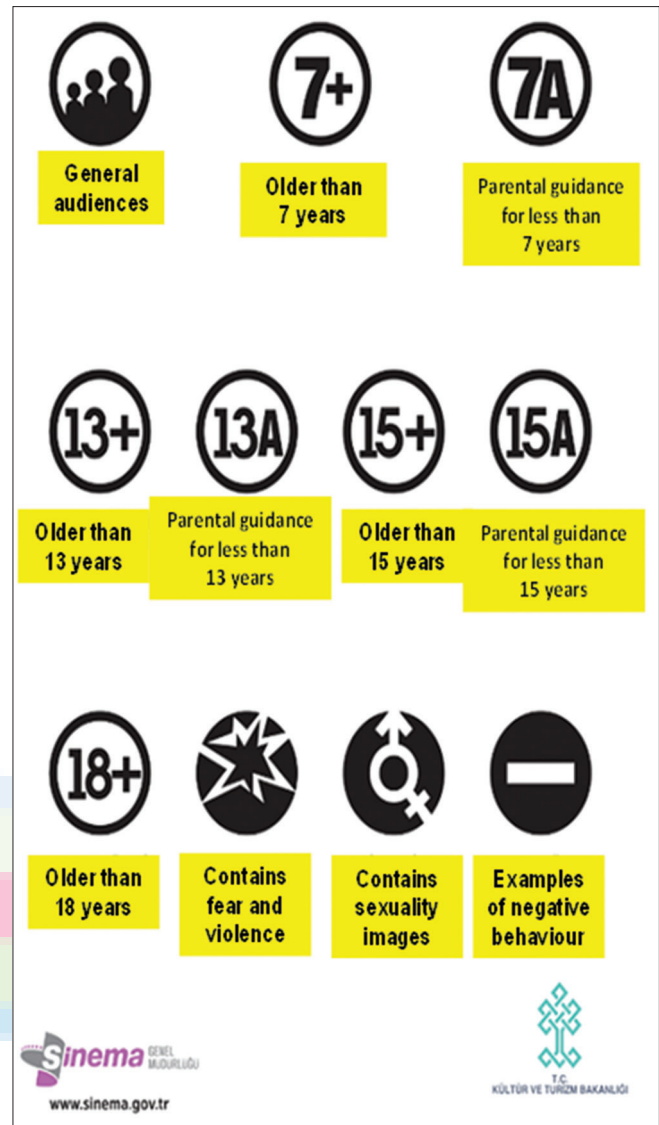 7+
7A
General
audiences
Older than
7 years
Parental guidance
for less than
7 years
13+
13A
15+
15A
Older than
13 years
Parental guidance
for less than
13 years
Older than
15 years
Parental guidance
for less than
15 years
18+
Older than
18 years
Contains
fear and
violence
Contains
sexuality
images
Examples
of negative
behaviour
Sinema GENEL
MÜDÜRLÜĞÜ
www.sinema.gov.tr
T.C.
KÜLTÜR VE TURİZM BAKANLIĞI